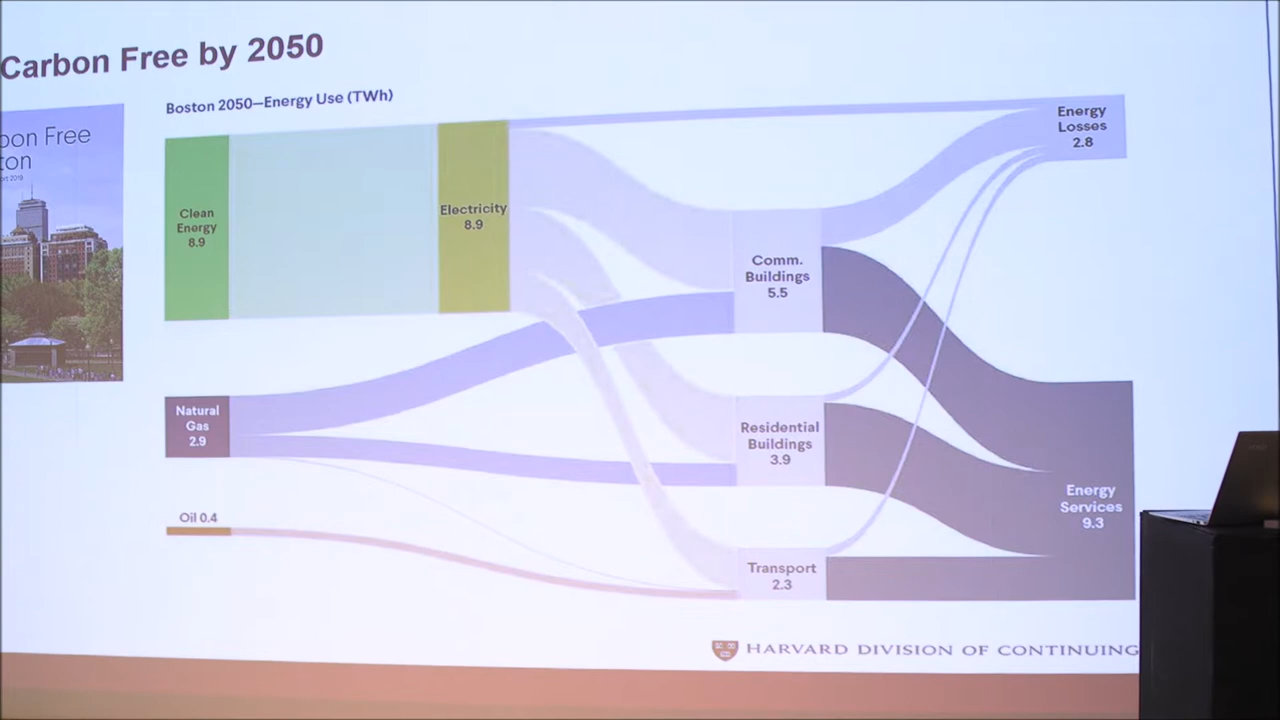 Carbon Free by 2050
Boston 2050—Energy Use (TWh)
Free
2019
Clean
Energy
8.9
Electricity
8.9
Energy
Losses
2.8
Comm.
Buildings
5.5
Natural
Gas
2.9
Residential
Buildings
3.9
Oil 0.4
Energy
Services
9.3
Transport
2.3
HARVARD DIVISION OF CONTINUING